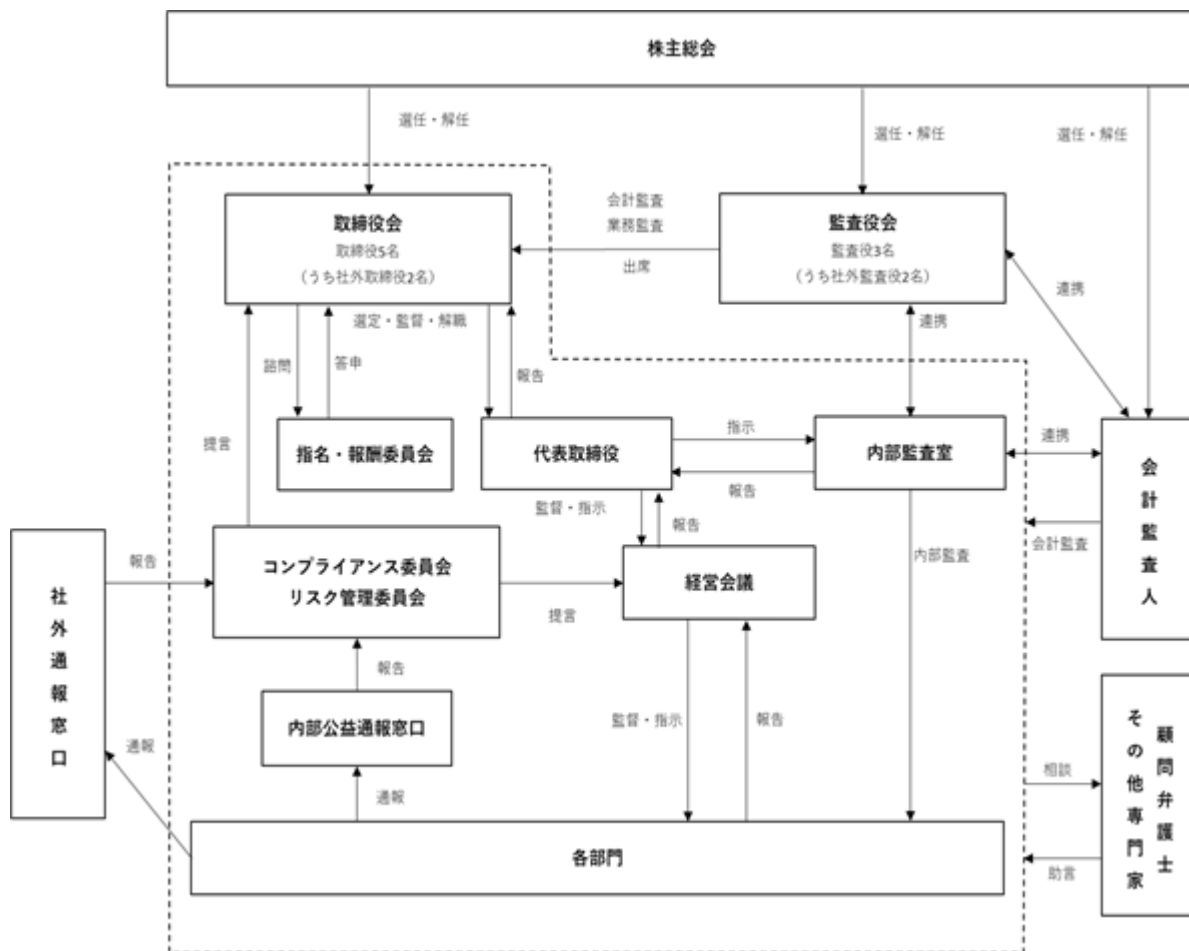 株主総会
選任・解任
選任・解任
選任・解任
取締役会
取締役5名
（うち社外取締役2名）
会計監査
業務監査
出席
監査役会
監査役3名
（うち社外監査役2名）
連携
連携
選定・監督・解職
諮問
答申
報告
提言
指名・報酬委員会
代表取締役
指示
報告
内部監査室
連携
会計監査人
会計監査
監督・指示
報告
内部監査
社外通報窓口
報告
コンプライアンス委員会
リスク管理委員会
提言
経営会議
報告
内部公益通報窓口
監督・指示
報告
通報
通報
相談
顧問弁護士
その他専門家
助言
各部門